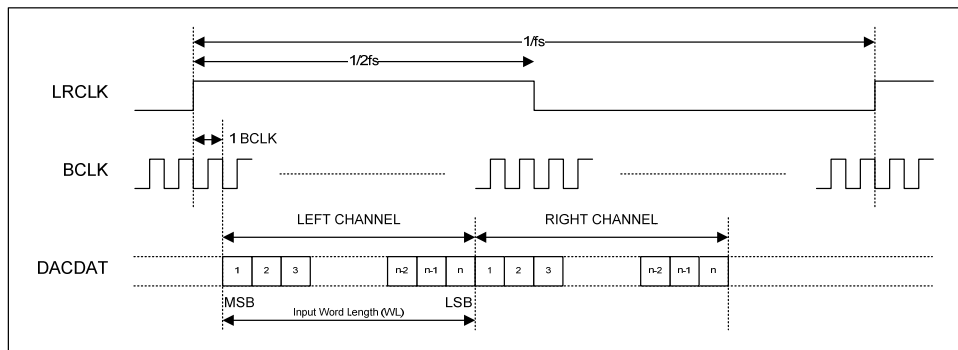 1/fs
1/2fs
LRCLK
1 BCLK
BCLK
LEFT CHANNEL RIGHT CHANNEL
DACDAT 1 2 3 n-2 n-1 n 1 2 3 n-2 n-1 n
MSB LSB
Input Word Length (WL)